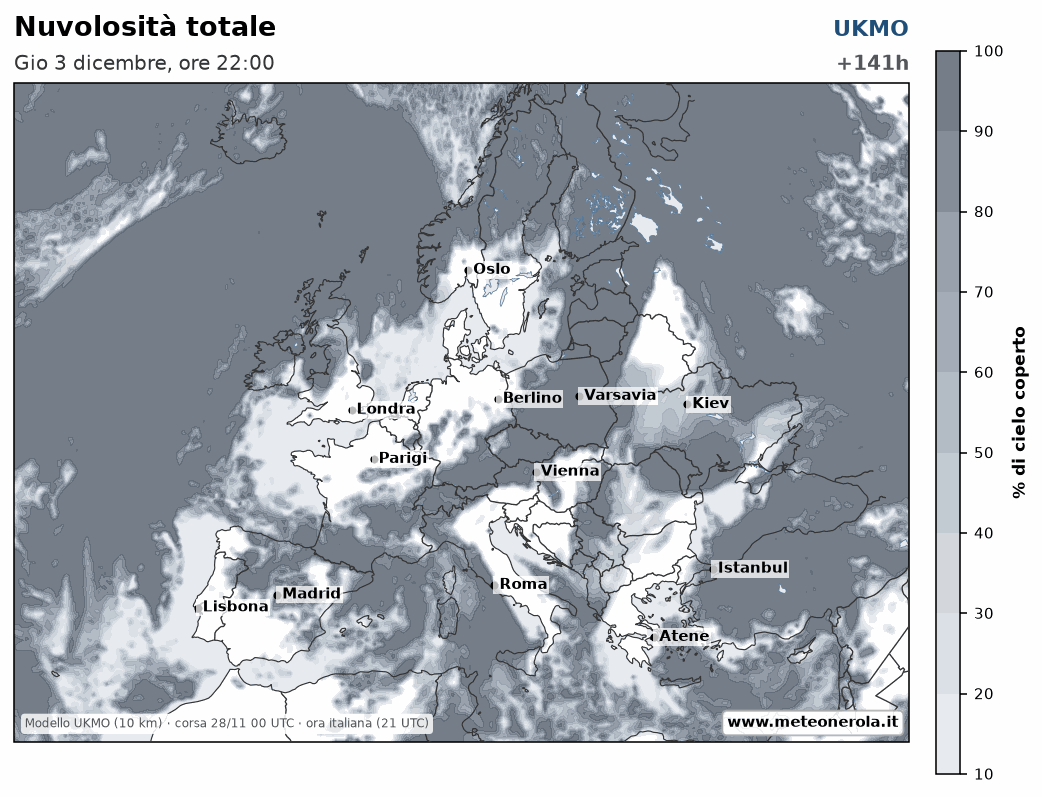 Nuvolosità totale
UKMO
Gio 3 dicembre, ore 22:00
+141h
100
90
80
70
60
50
40
30
20
10
% di cielo coperto
Oslo
Londra
Berlino
Varsavia
Kiev
Parigi
Vienna
Istanbul
Roma
Madrid
Lisbona
Atene
Modello UKMO (10 km) · corsa 28/11 00 UTC · ora italiana (21 UTC)
www.meteonerola.it